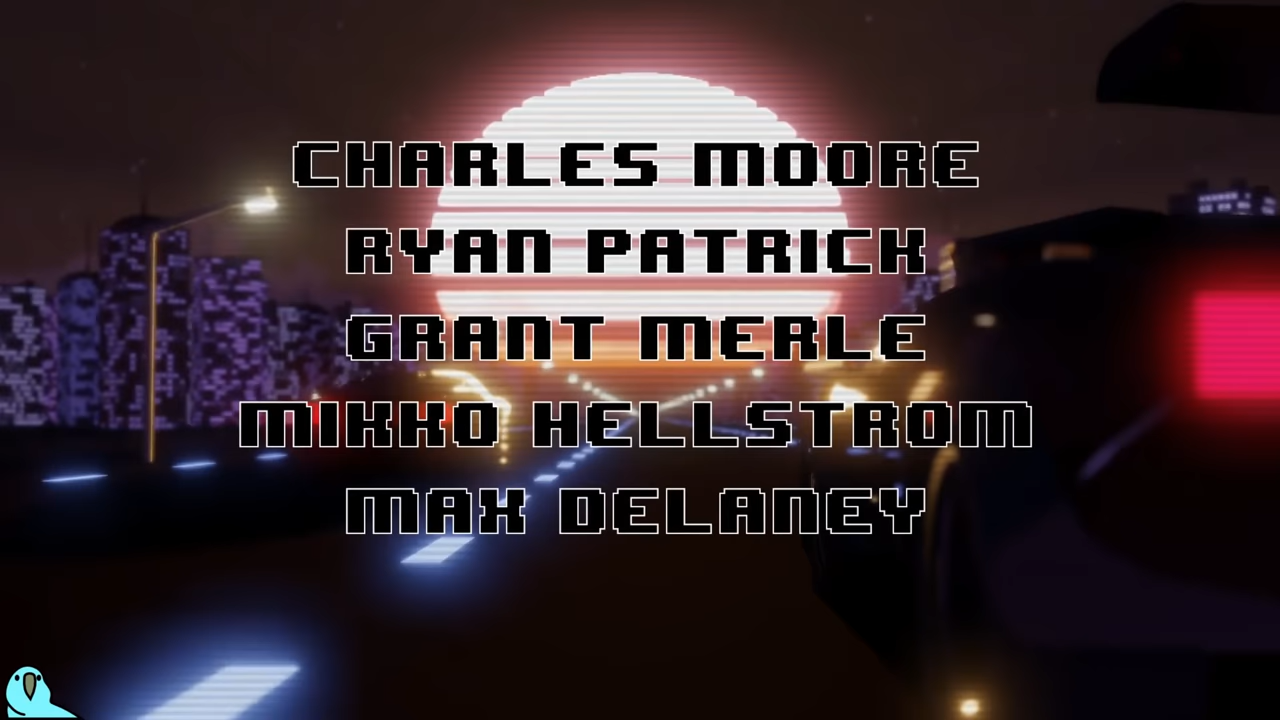 CHARLES MOORE
RYAN PATRICK
GRANT MERLE
MIKKO HELLSTROM
MAX DELANEY